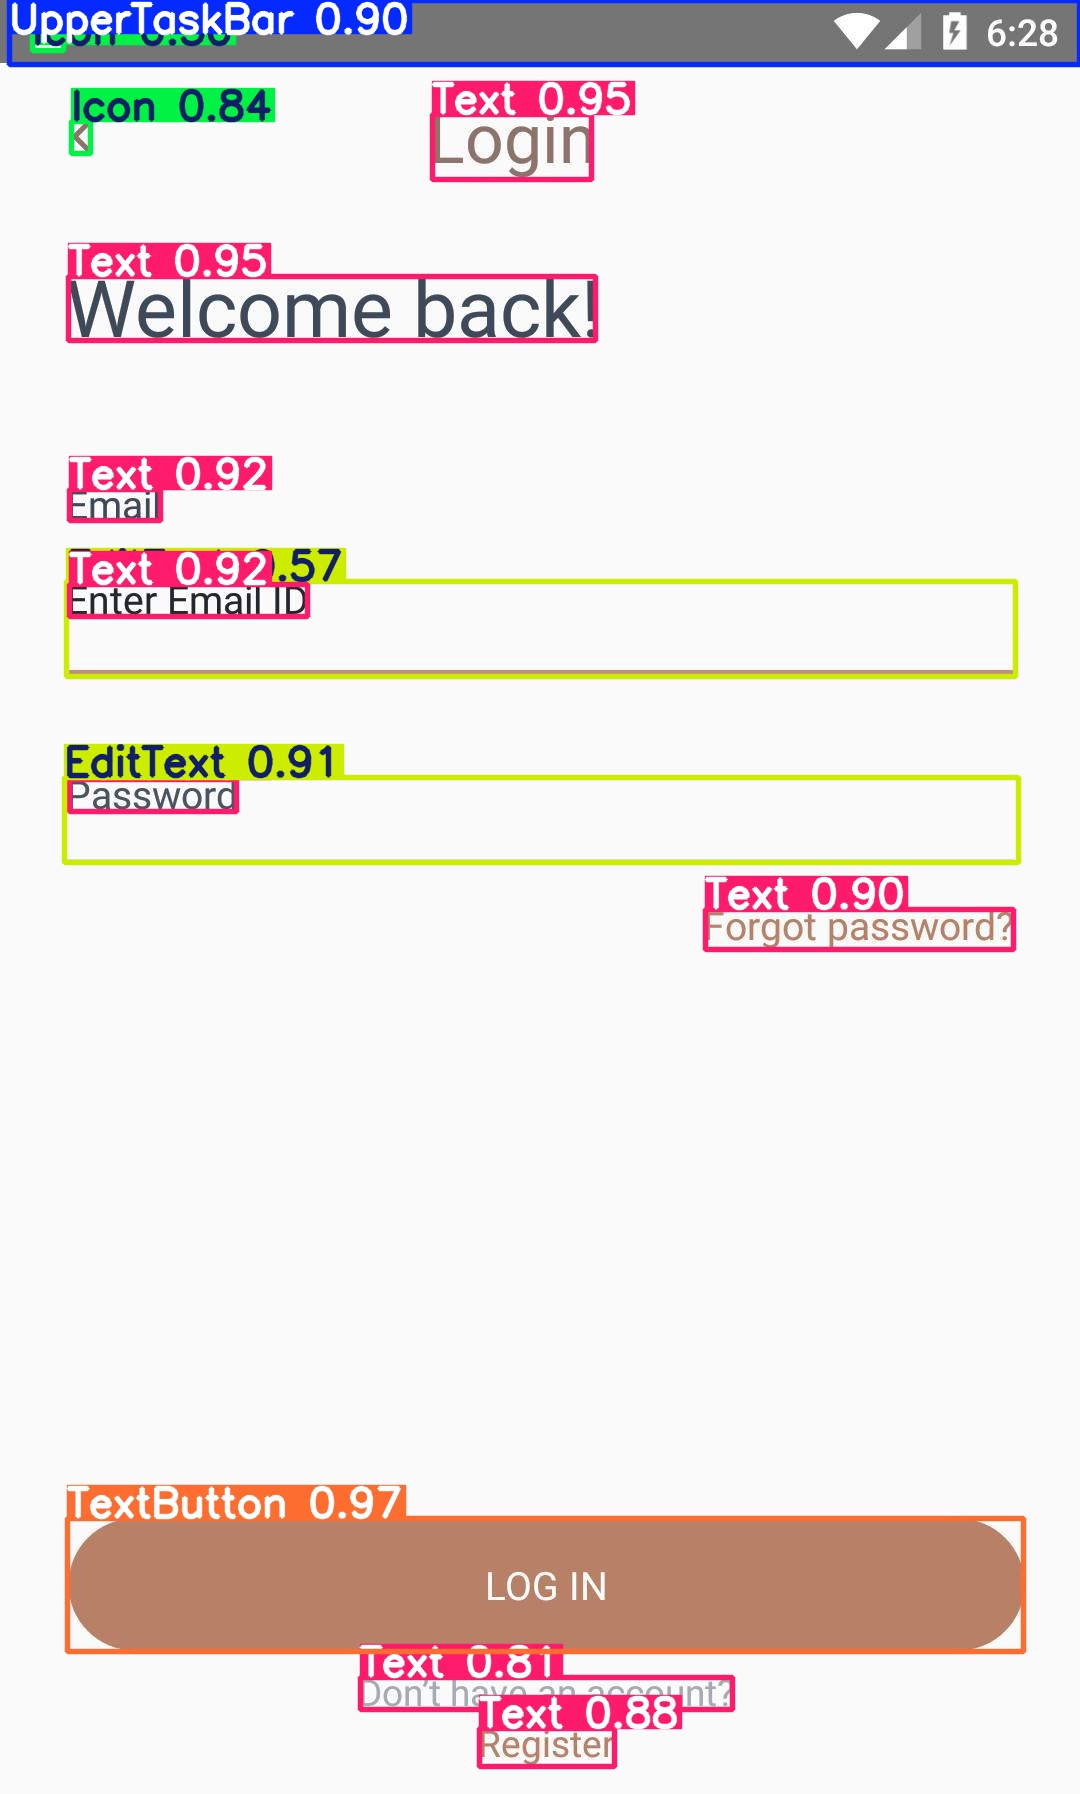 UpperTaskBar 0.90
6:28
Icon 0.84
Text 0.95
Login
Text 0.95
Welcome back!
Text 0.92
Email
Text 0.92 0.57
Enter Email ID
EditText 0.91
Password
Text 0.90
Forgot password?
TextButton 0.97
LOG IN
Text 0.81
Don't have an account?
Text 0.88
Register